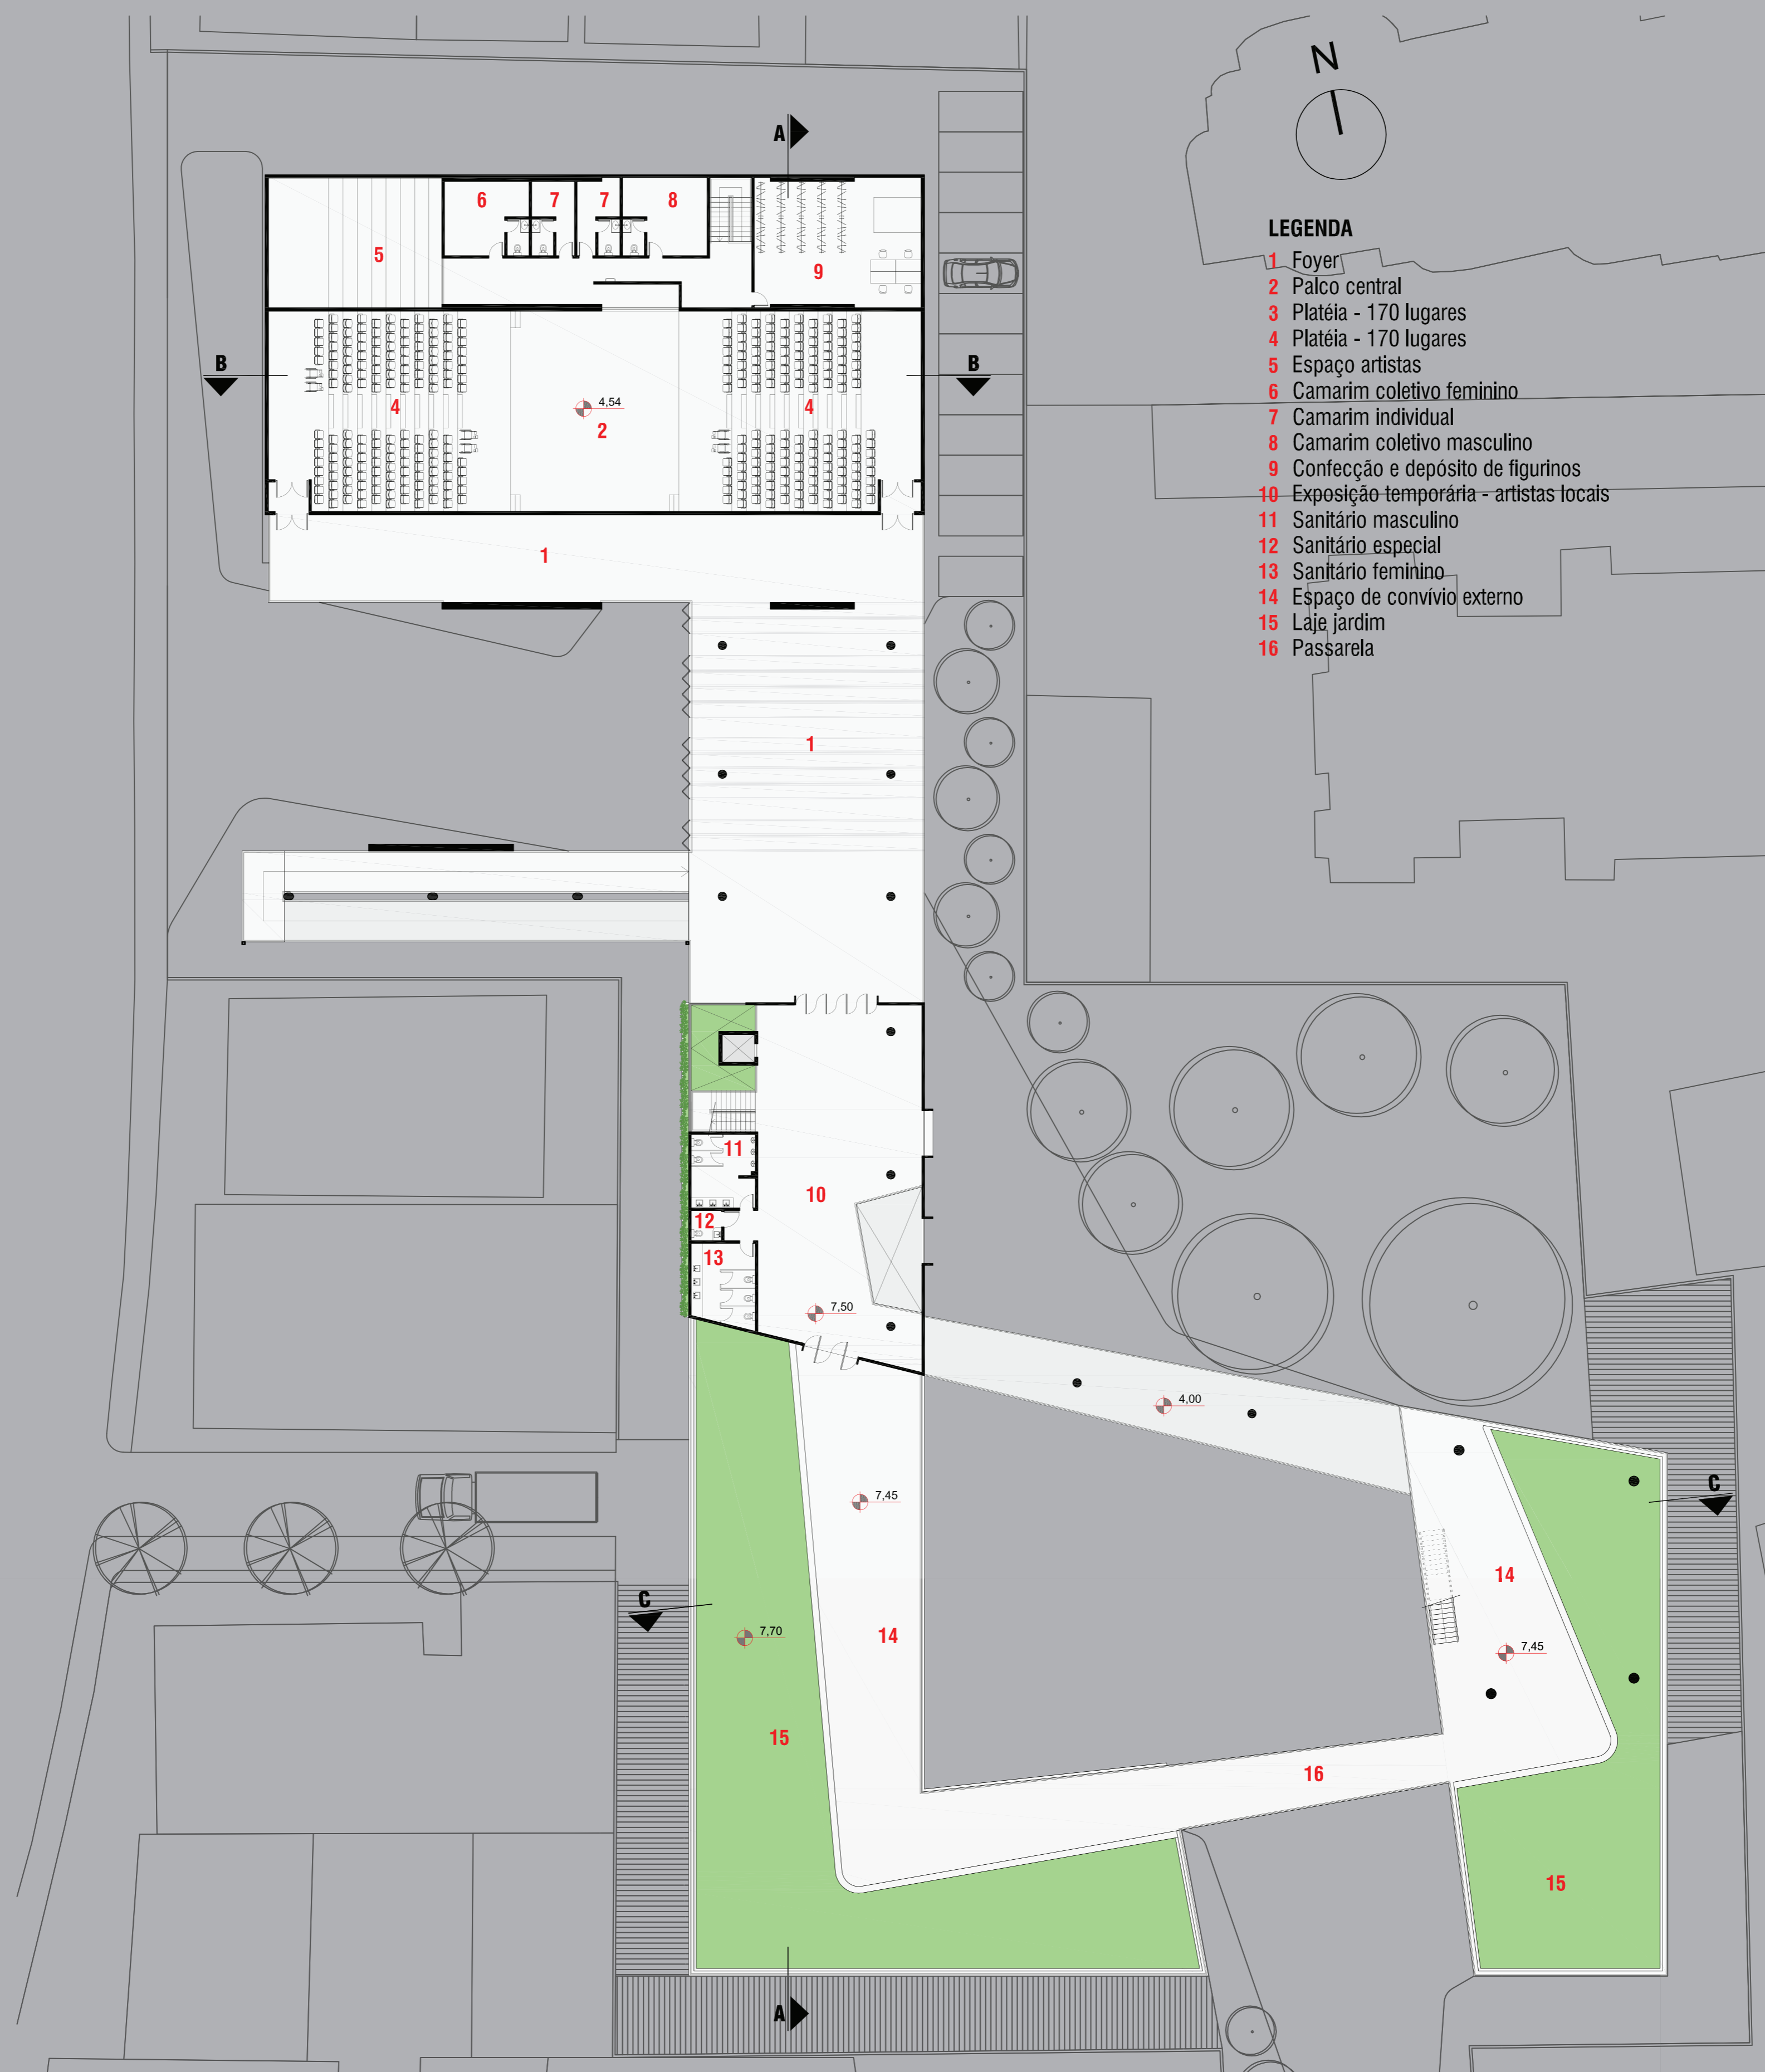 N
A
LEGENDA
1 Foyer
2 Palco central
3 Platéia - 170 lugares
4 Platéia - 170 lugares
5 Espaço artistas
6 Camarim coletivo feminino
7 Camarim individual
8 Camarim coletivo masculino
9 Confecção e depósito de figurinos
10 Exposição temporária - artistas locais
11 Sanitário masculino
12 Sanitário especial
13 Sanitário feminino
14 Espaço de convívio externo
15 Laje jardim
16 Passarela
6 7 7 8
5
9
B B
4 4,54 4
2
1
1
11
10
12
13
7,50
4,00
7,45
C
14
C
7,70
14
7,45
15
16
15
A